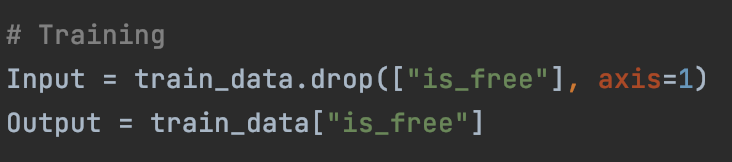 # Training
Input = train_data.drop(["is_free"], axis=1)
Output = train_data["is_free"]